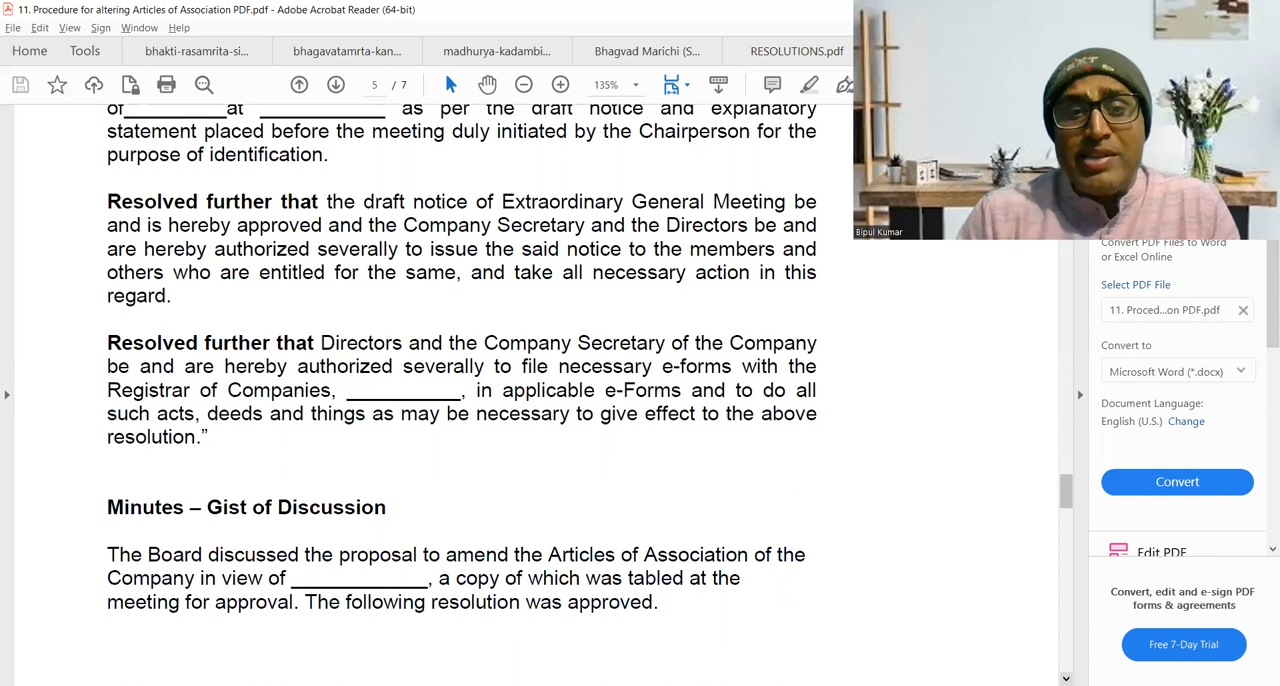 11. Procedure for altering Articles of Association PDF.pdf - Adobe Acrobat Reader (64-bit)
File Edit View Sign Window Help
Home Tools bhakti-rasamrita-si... bhagavatamrta-kan... madhurya-kadambi... Bhagvad Marichi (S... RESOLUTIONS.pdf
5 / 7 135%
of__________at ____________ as per the draft notice and explanatory
statement placed before the meeting duly initiated by the Chairperson for the
purpose of identification.
Resolved further that the draft notice of Extraordinary General Meeting be
and is hereby approved and the Company Secretary and the Directors be and
are hereby authorized severally to issue the said notice to the members and
others who are entitled for the same, and take all necessary action in this
regard.
Resolved further that Directors and the Company Secretary of the Company
be and are hereby authorized severally to file necessary e-forms with the
Registrar of Companies, __________, in applicable e-Forms and to do all
such acts, deeds and things as may be necessary to give effect to the above
resolution.”
Minutes – Gist of Discussion
The Board discussed the proposal to amend the Articles of Association of the
Company in view of ____________, a copy of which was tabled at the
meeting for approval. The following resolution was approved.
Bipul Kumar
Convert PDF Files to Word
or Excel Online
Select PDF File
11. Proced...on PDF.pdf
Convert to
Microsoft Word (*.docx)
Document Language:
English (U.S.) Change
Convert
Edit PDF
Convert, edit and e-sign PDF
forms & agreements
Free 7-Day Trial